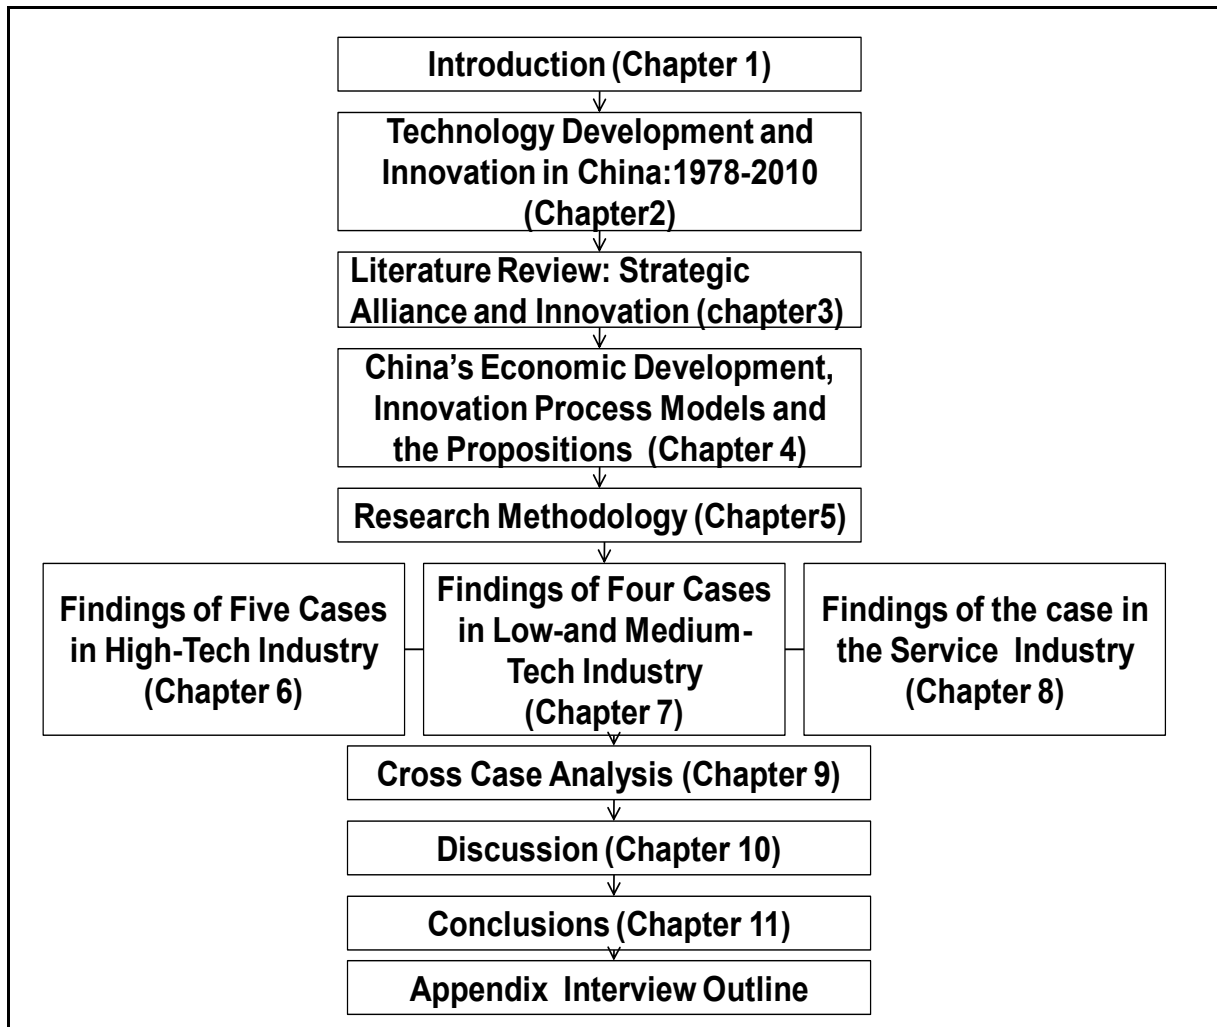 Introduction (Chapter 1)
Technology Development and
Innovation in China:1978-2010
(Chapter2)
Literature Review: Strategic
Alliance and Innovation (chapter3)
China’s Economic Development,
Innovation Process Models and
the Propositions (Chapter 4)
Research Methodology (Chapter5)
Findings of Five Cases
in High-Tech Industry
(Chapter 6)
Findings of Four Cases
in Low-and Medium-
Tech Industry
(Chapter 7)
Findings of the case in
the Service Industry
(Chapter 8)
Cross Case Analysis (Chapter 9)
Discussion (Chapter 10)
Conclusions (Chapter 11)
Appendix Interview Outline